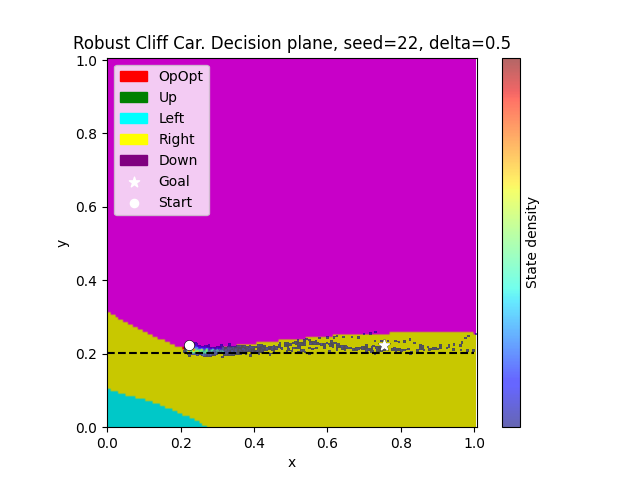 Robust Cliff Car. Decision plane, seed=22, delta=0.5
1.0
0.8
0.6
0.4
0.2
0.0
y
OpOpt
Up
Left
Right
Down
Goal
Start
State density
0.0 0.2 0.4 0.6 0.8 1.0
x